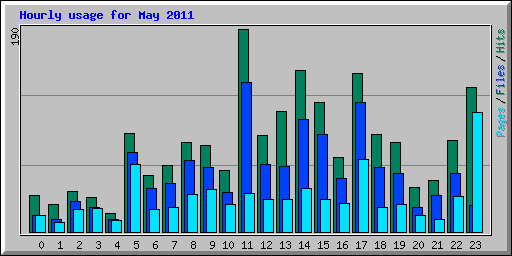 Hourly usage for May 2011
190
Pages/Files/Hits
0 1 2 3 4 5 6 7 8 9 10 11 12 13 14 15 16 17 18 19 20 21 22 23